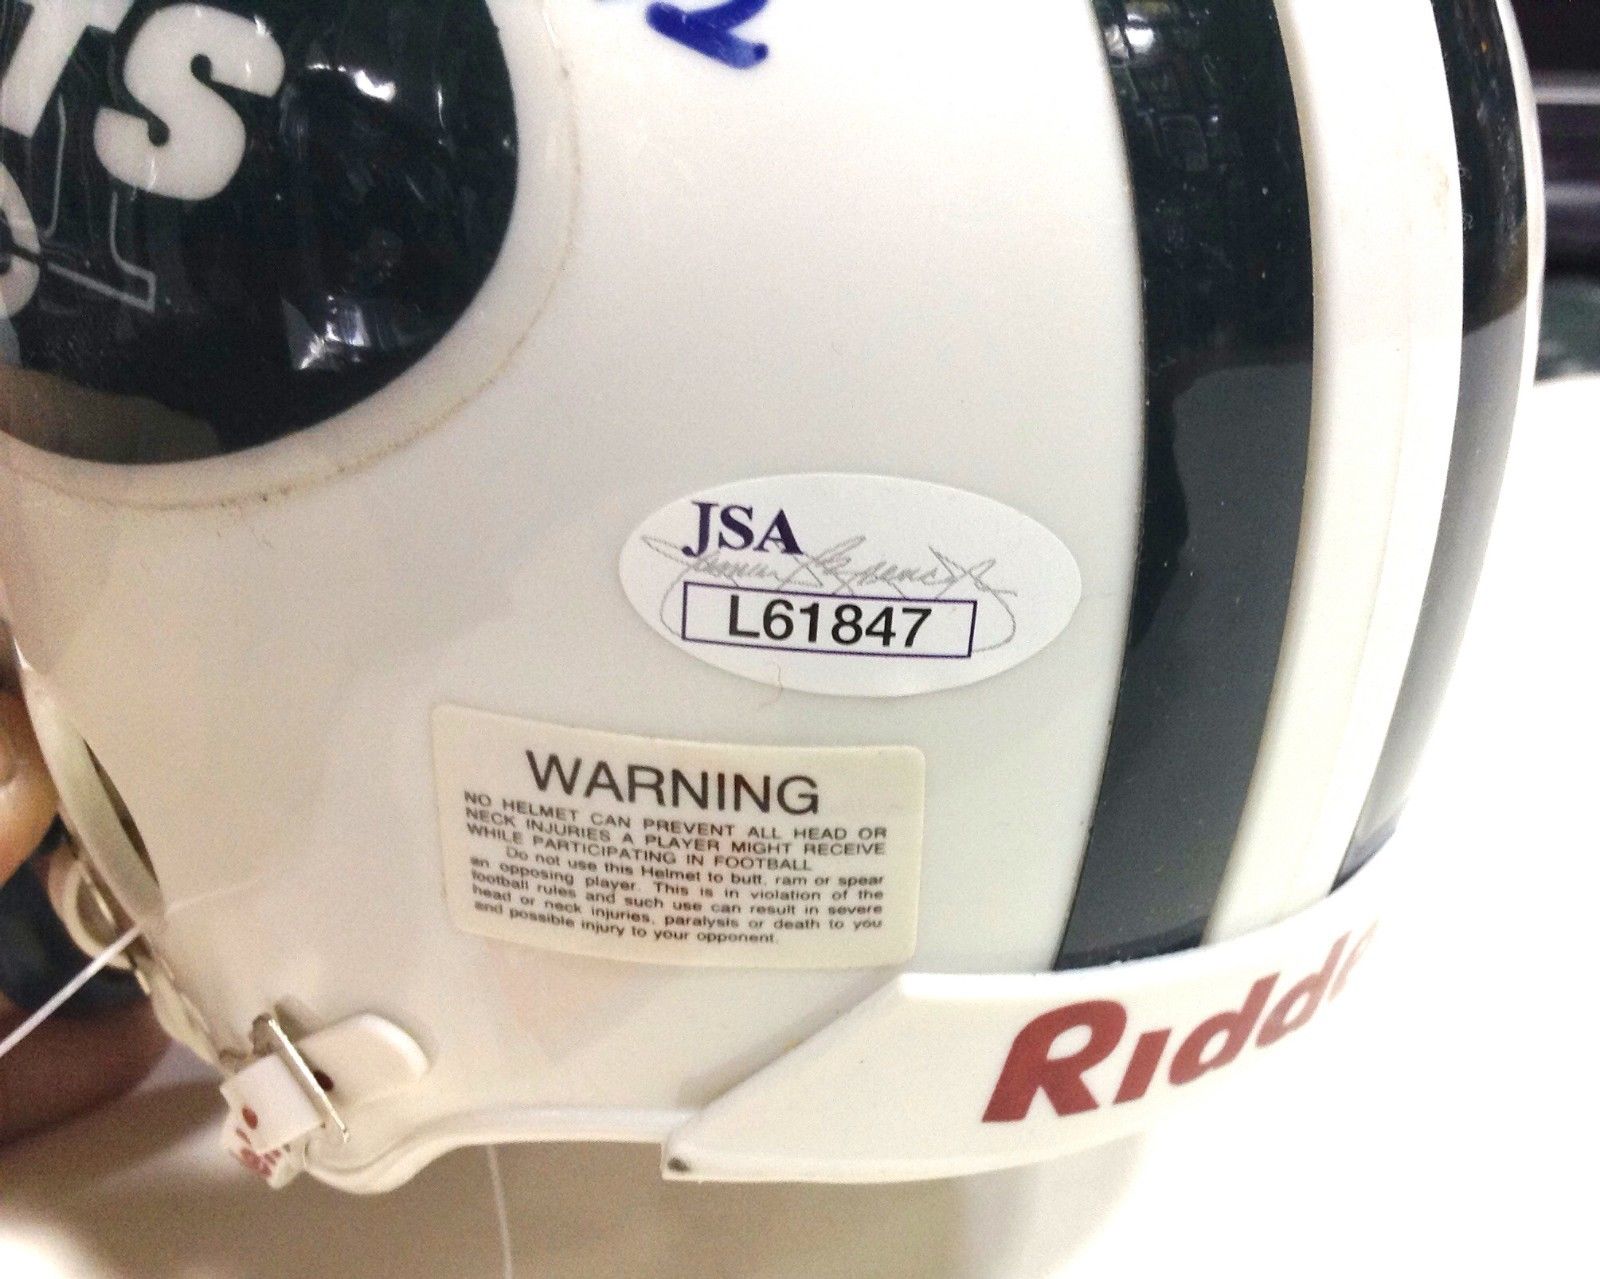 TS
JSA
L61847
WARNING
NO HELMET CAN PREVENT ALL HEAD OR
NECK INJURIES A PLAYER MIGHT RECEIVE
WHILE PARTICIPATING IN FOOTBALL
Do not use this Helmet to butt, ram or spear
an opposing player. This is in violation of the
football rules and such use can result in severe
head or neck injuries, paralysis or death to you
and possible injury to your opponent.
Ridde